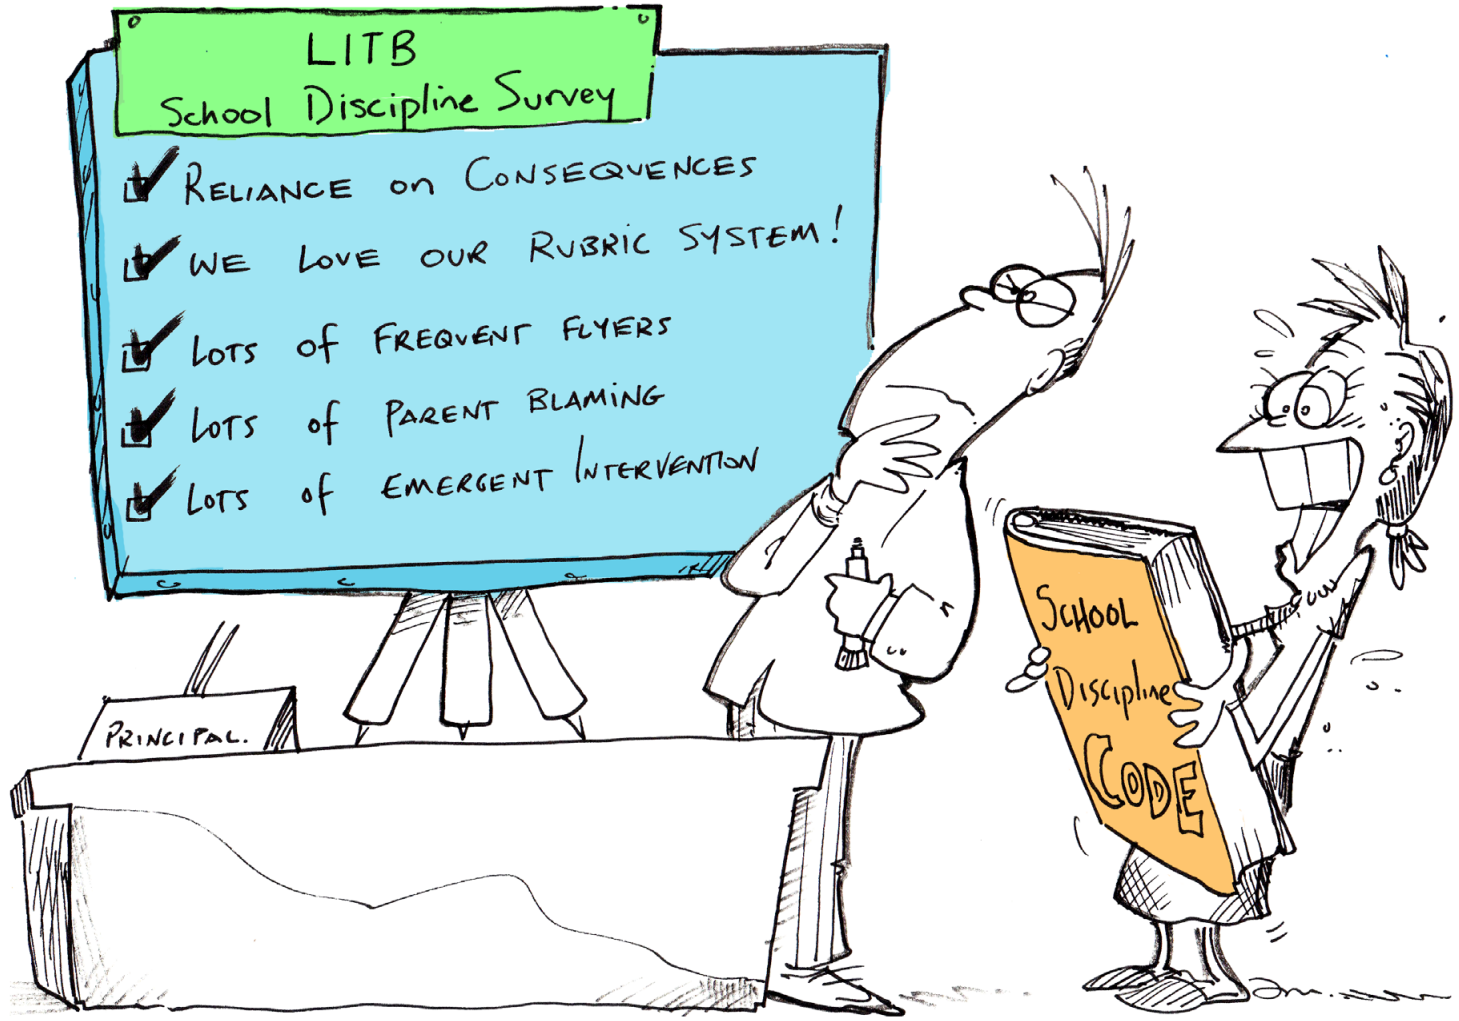 LITB
School Discipline Survey
RELIANCE on CONSEQUENCES
WE LOVE OUR RUBRIC SYSTEM!
LOTS of FREQUENT FLYERS
LOTS of PARENT BLAMING
LOTS of EMERGENT INTERVENTION
PRINCIPAL.
SCHOOL
Discipline
CODE